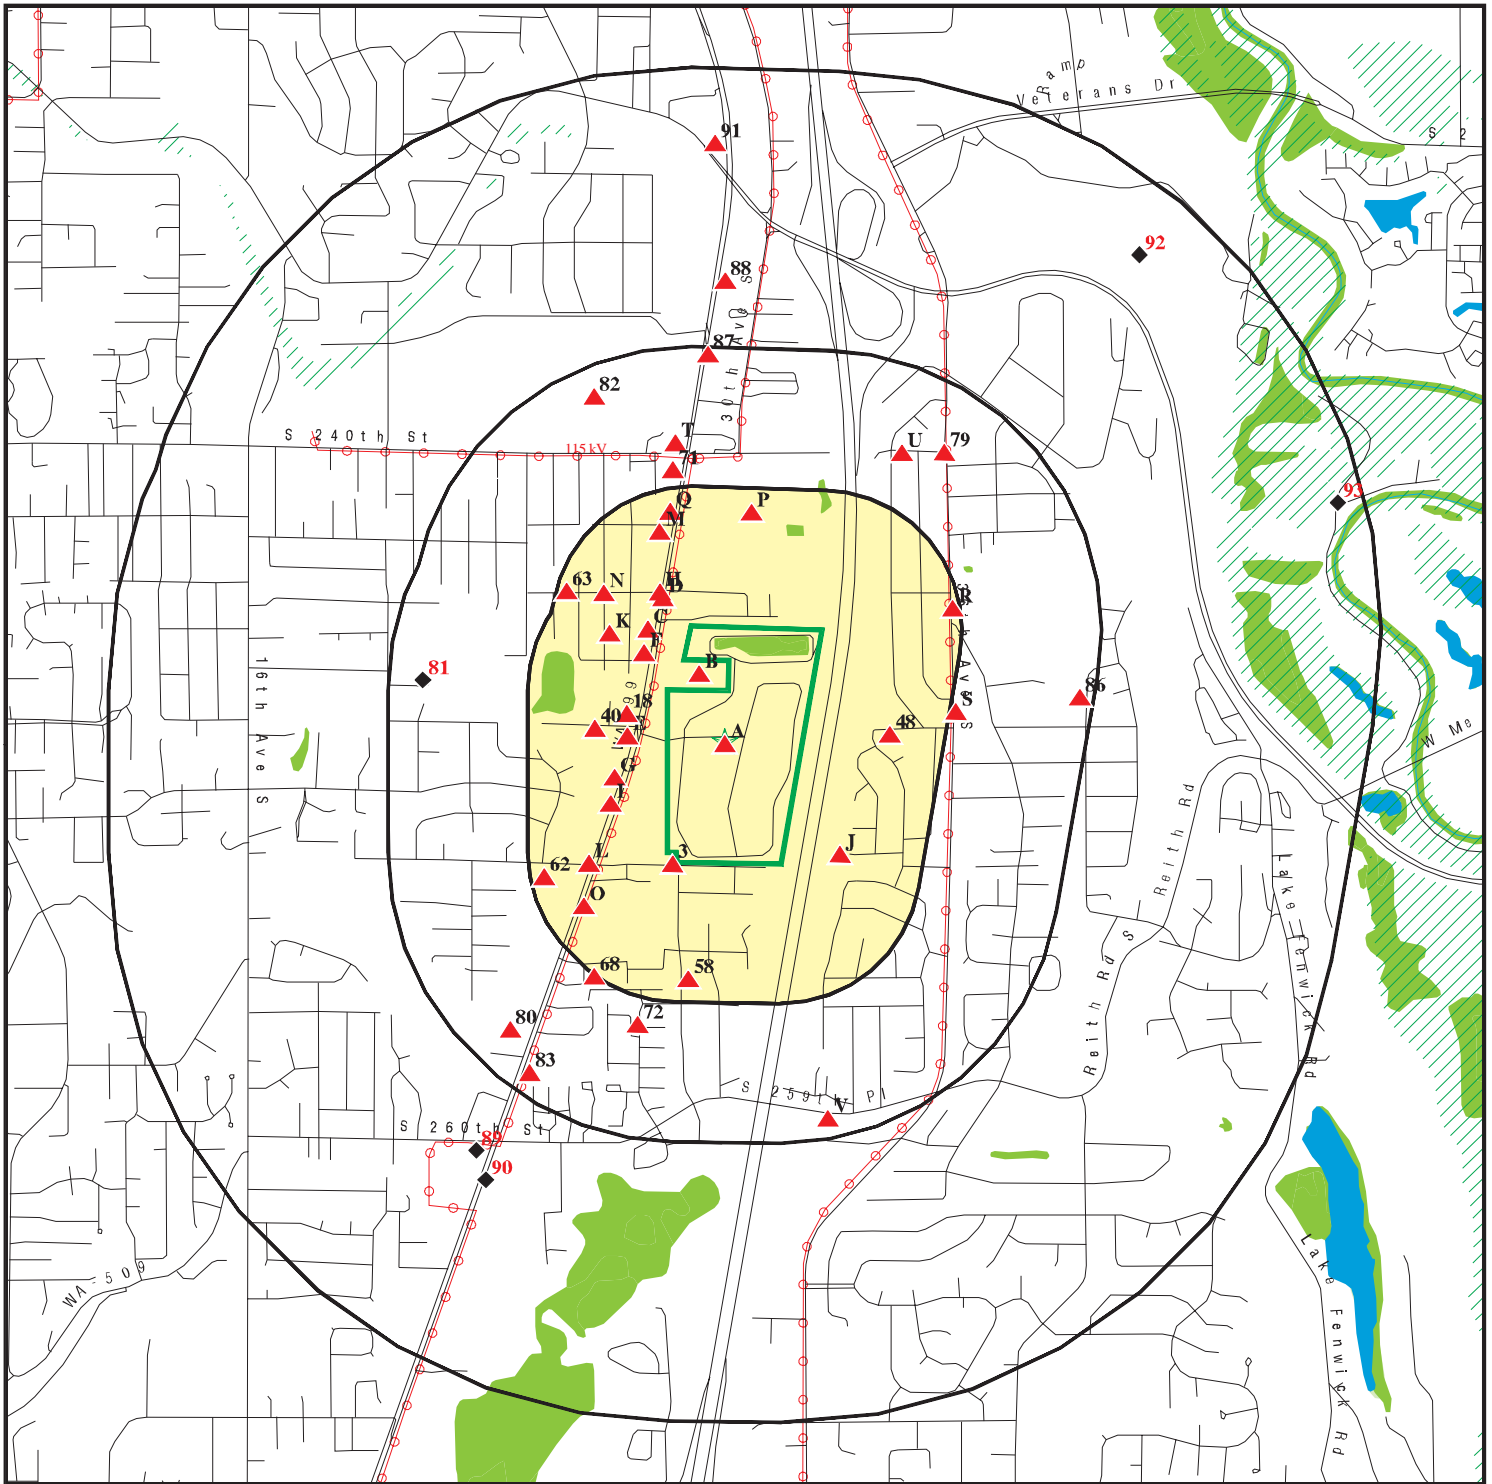 Ramp
Veterans Dr
S 2
91
92
88
30th Ave S
87
82
S 240th St
115 kV
T
71
U
79
93
Q
P
M
63
N
H
D
R
K
C
F
B
81
16th Ave S
86
18
S
40
E
A
48
W Me
G
I
Reith Rd
J
L
3
62
O
Lake Fenwick Rd
Reith Rd S
68
58
72
80
83
S 259th Pl
V
S 260th St
89
90
WA-509
Lake Fenwick Rd